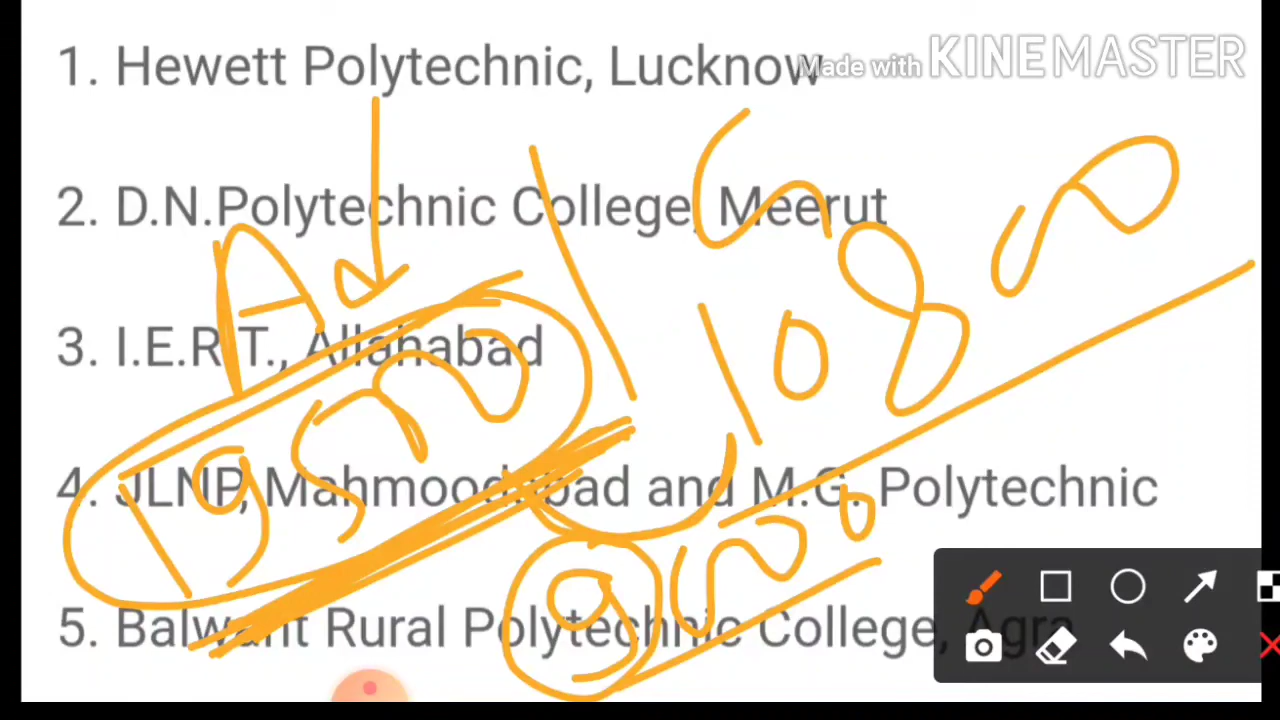 Made with KINEMASTER
1. Hewett Polytechnic, Lucknow
2. D.N.Polytechnic College, Meerut
3. I.E.R.T., Allahabad
4. JLNP, Mahmoodabad and M.G. Polytechnic
5. Balwant Rural Polytechnic College, Agra